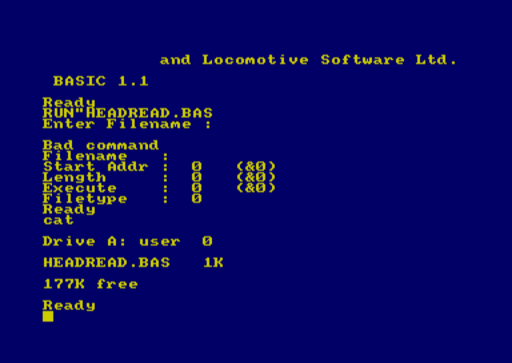 and Locomotive Software Ltd.
BASIC 1.1
Ready
RUN"HEADREAD.BAS
Enter Filename :
Bad command
Filename   :
Start Addr :  0   (&0)
Length     :  0   (&0)
Execute    :  0   (&0)
Filetype   :  0
Ready
cat
Drive A: user  0
HEADREAD.BAS   1K
177K free
Ready